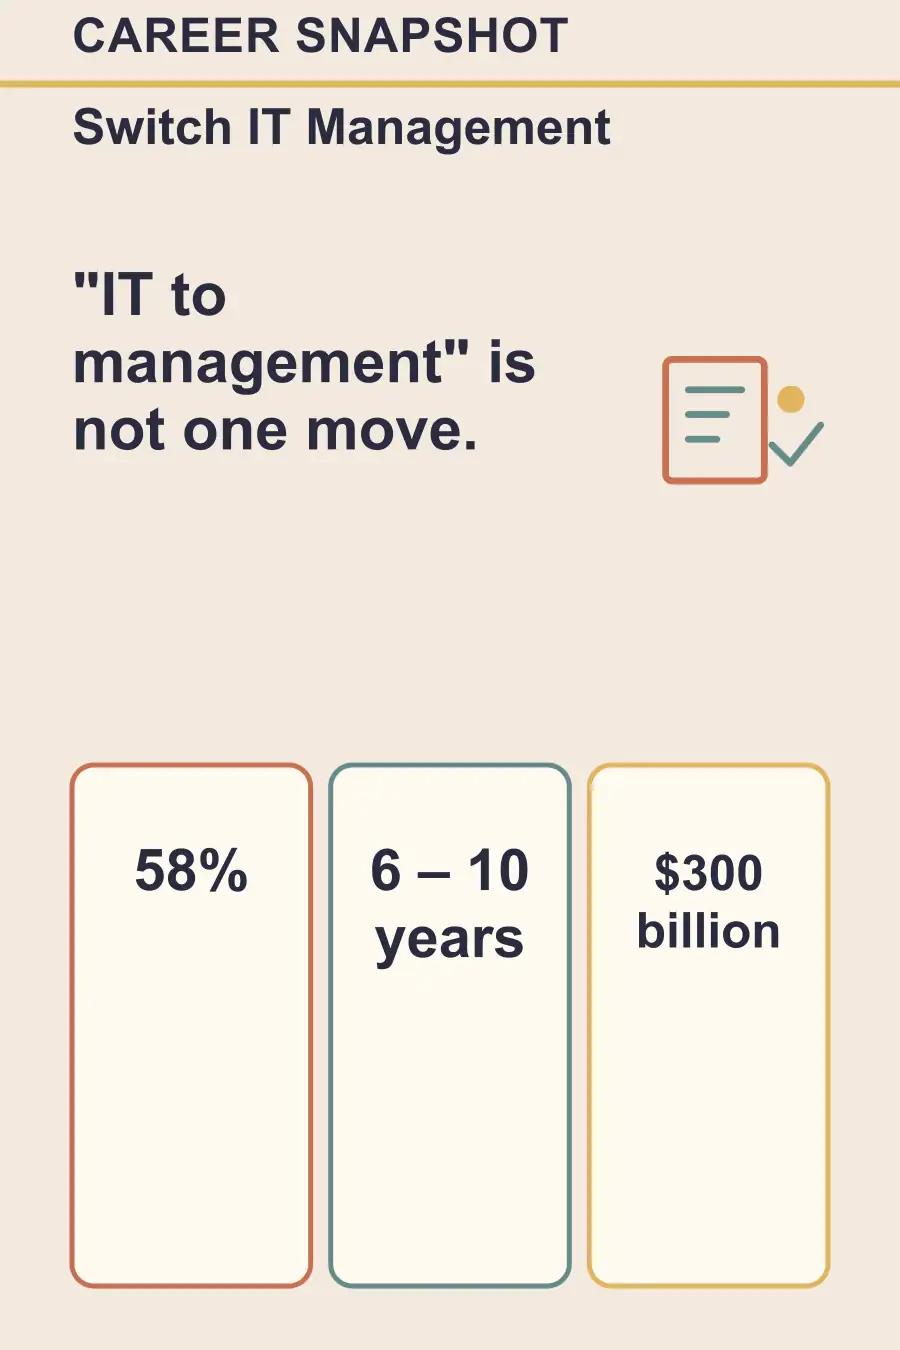 CAREER SNAPSHOT
Switch IT Management
"IT to
management" is
not one move.
58%
6 – 10
years
$300
billion